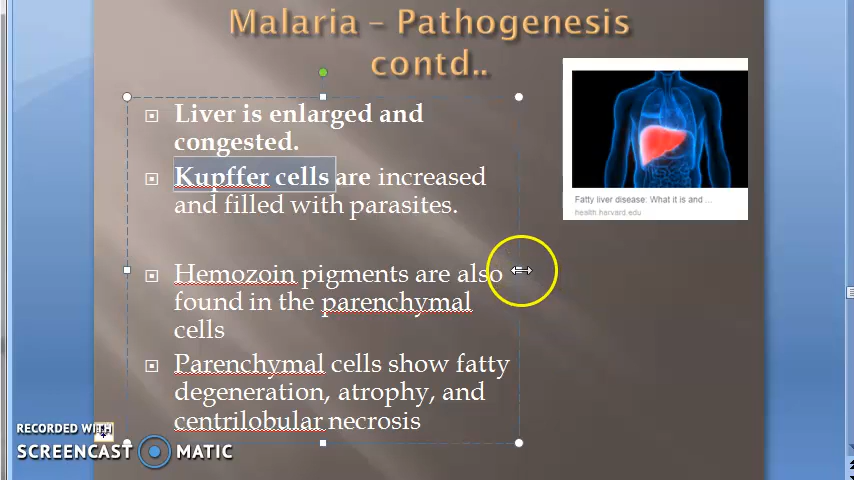 Malaria – Pathogenesis
contd..
Liver is enlarged and
congested.
Kupffer cells are increased
and filled with parasites.
Hemozoin pigments are also
found in the parenchymal
cells
Parenchymal cells show fatty
degeneration, atrophy, and
centrilobular necrosis
Fatty liver disease: What it is and ...
health.harvard.edu
RECORDED WITH
SCREENCAST MATIC